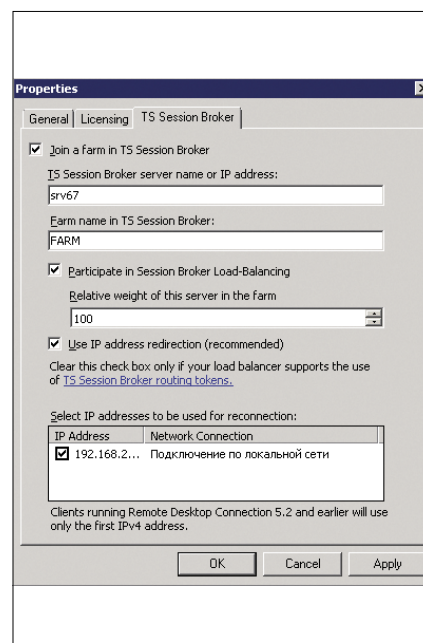 Properties
General Licensing TS Session Broker
Join a farm in TS Session Broker
TS Session Broker server name or IP address:
srv67
Farm name in TS Session Broker:
FARM
Participate in Session Broker Load-Balancing
Relative weight of this server in the farm
100
Use IP address redirection (recommended)
Clear this check box only if your load balancer supports the use
of TS Session Broker routing tokens.
Select IP addresses to be used for reconnection:
IP Address Network Connection
192.168.2... Подключение по локальной сети
Clients running Remote Desktop Connection 5.2 and earlier will use
only the first IPv4 address.
OK Cancel Apply